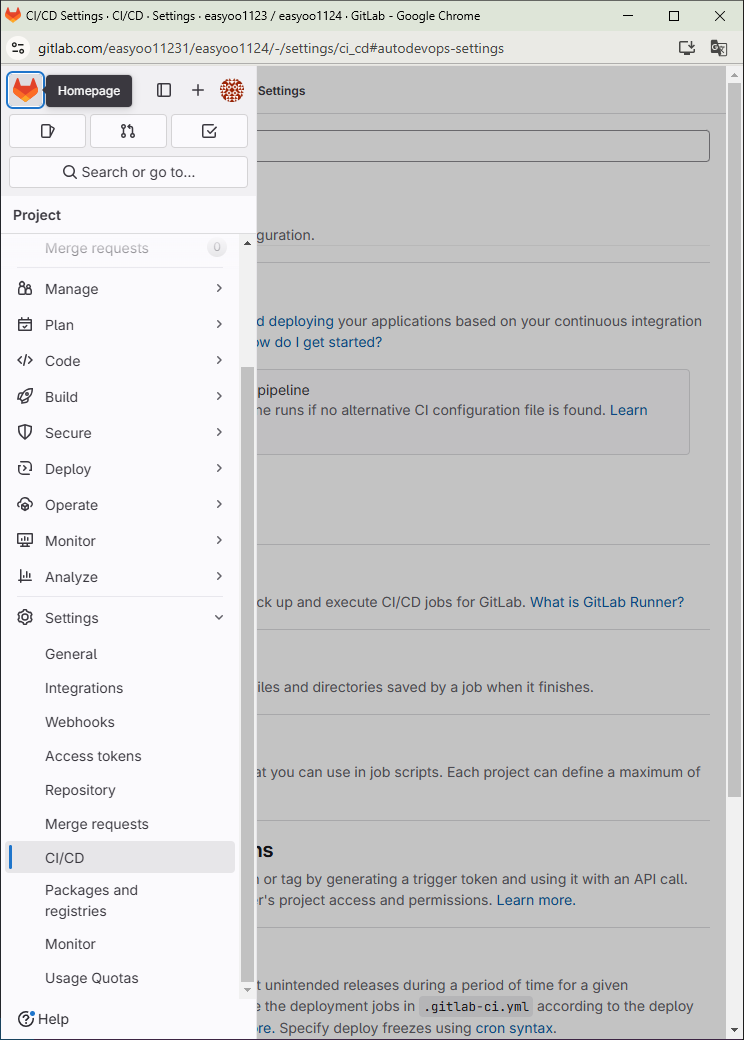 CI/CD Settings · CI/CD · Settings · easyoo1123 / easyoo1124 · GitLab - Google Chrome
gitlab.com/easyoo11231/easyoo1124/-/settings/ci_cd#autodevops-settings
Homepage
Settings
Search or go to...
Project
Merge requests 0
Manage
Plan
Code
Build
Secure
Deploy
Operate
Monitor
Analyze
Settings
General
Integrations
Webhooks
Access tokens
Repository
Merge requests
CI/CD
Packages and
registries
Monitor
Usage Quotas
Help
guration.
d deploying your applications based on your continuous integration
ow do I get started?
pipeline
ne runs if no alternative CI configuration file is found. Learn
ck up and execute CI/CD jobs for GitLab. What is GitLab Runner?
iles and directories saved by a job when it finishes.
at you can use in job scripts. Each project can define a maximum of
ns
n or tag by generating a trigger token and using it with an API call.
er's project access and permissions. Learn more.
t unintended releases during a period of time for a given
e the deployment jobs in .gitlab-ci.yml according to the deploy
ore. Specify deploy freezes using cron syntax.